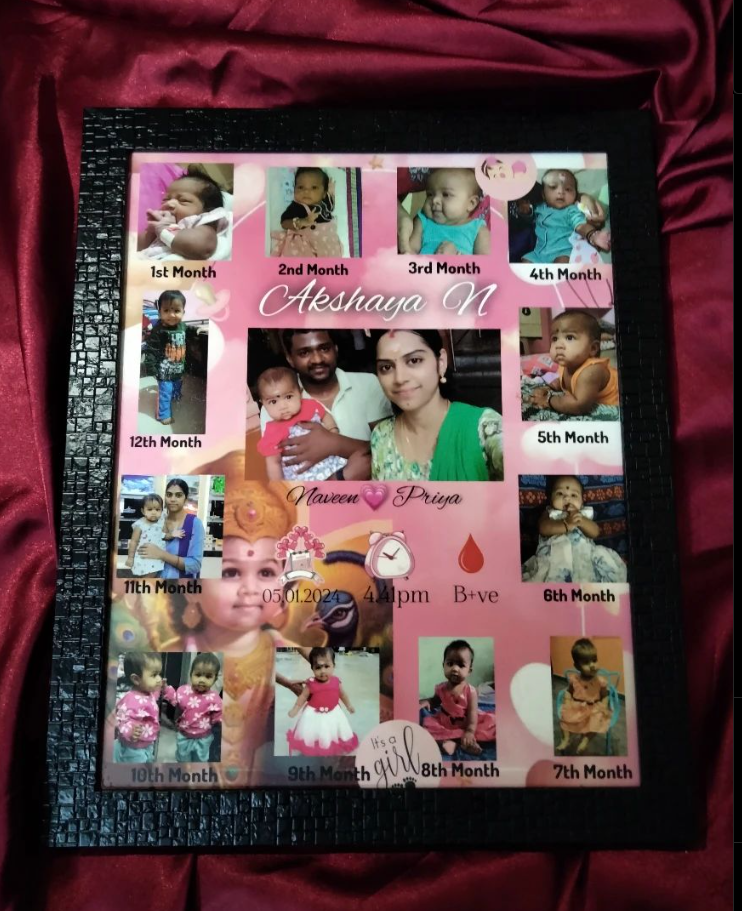 1st Month
2nd Month
3rd Month
4th Month
Akshaya N
12th Month
5th Month
Naveen Priya
11th Month
05.01.2024
4.41pm
B+ve
6th Month
It's a
girl
10th Month
9th Month
8th Month
7th Month